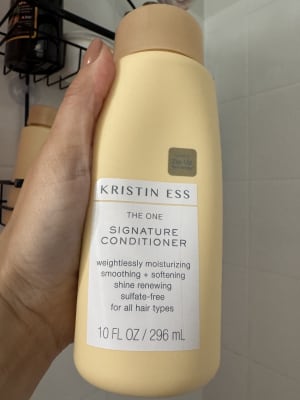 KRISTIN ESS
THE ONE
SIGNATURE
CONDITIONER
weightlessly moisturizing
smoothing + softening
shine renewing
sulfate-free
for all hair types
10 FL OZ / 296 mL